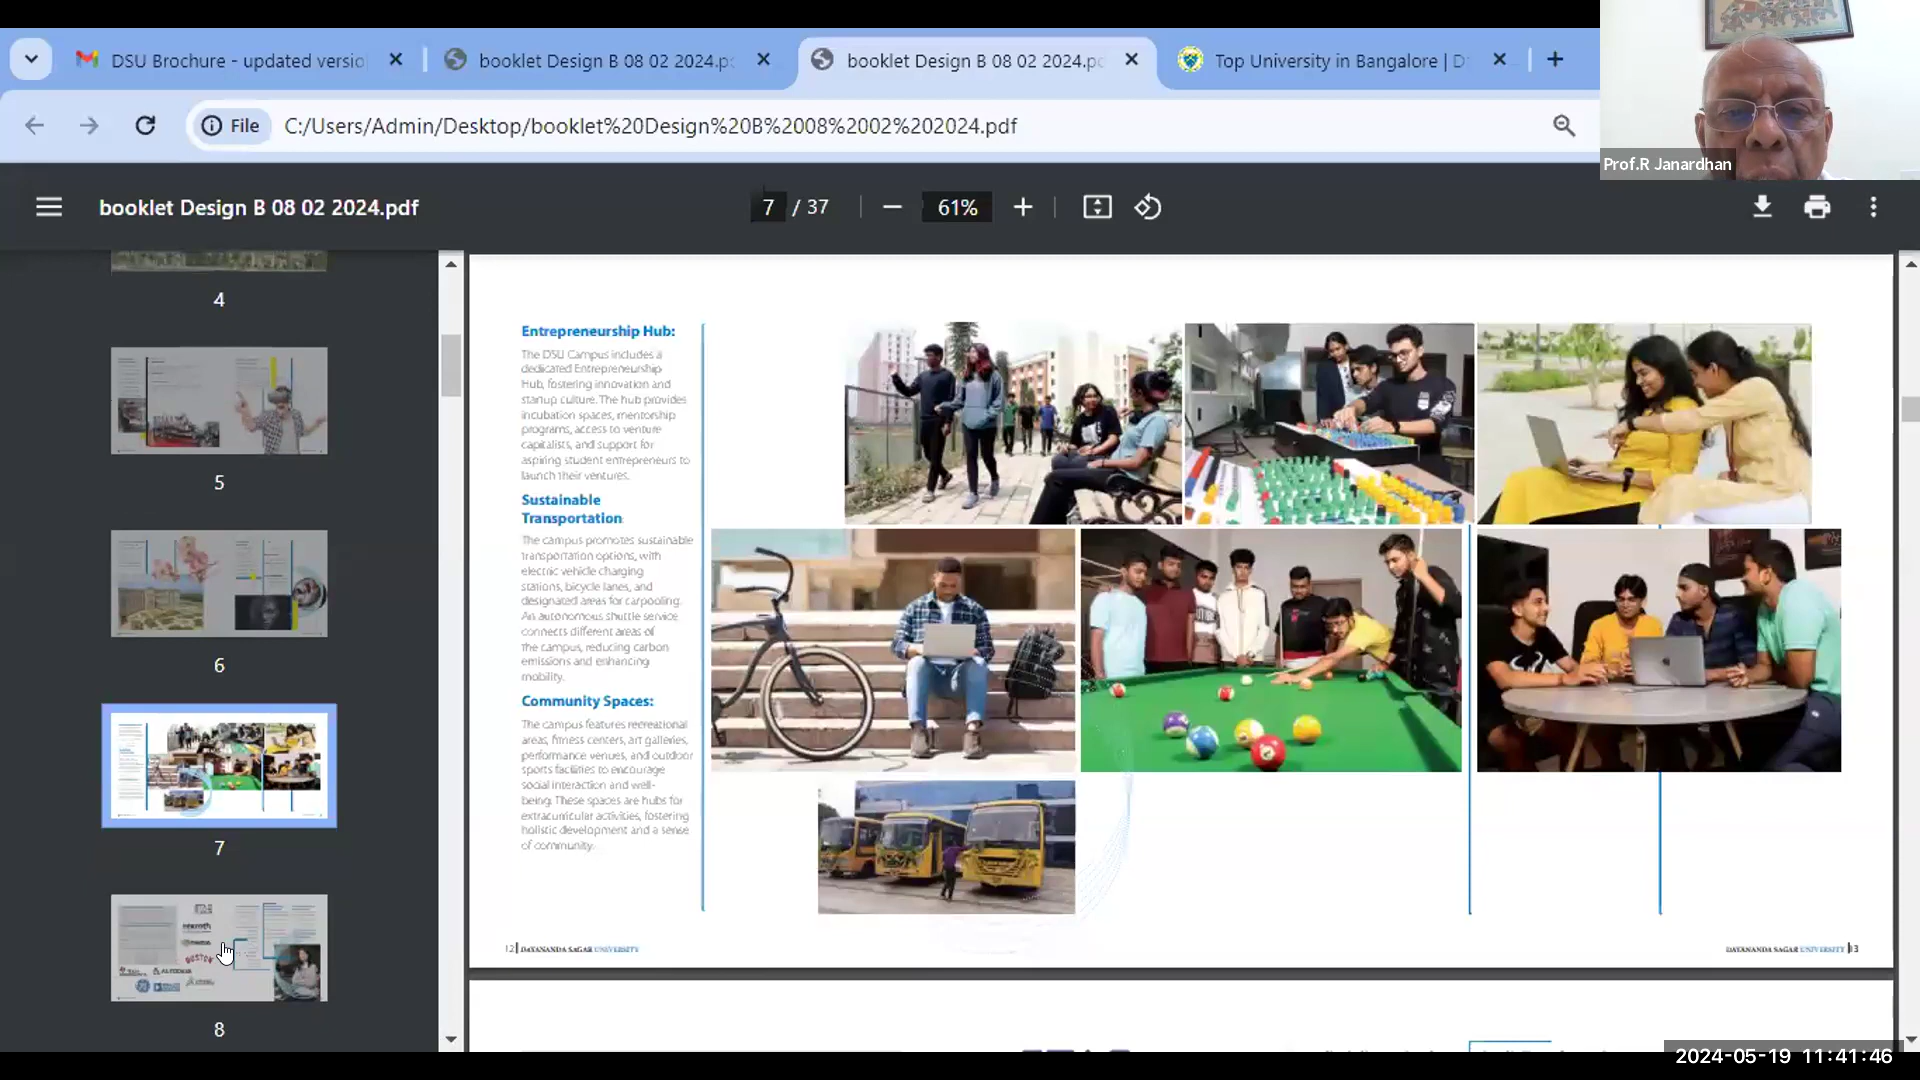 DSU Brochure - updated versio
booklet Design B 08 02 2024.p
booklet Design B 08 02 2024.p
Top University in Bangalore | D
File
C:/Users/Admin/Desktop/booklet%20Design%20B%2008%2002%202024.pdf
Prof.R Janardhan
booklet Design B 08 02 2024.pdf
7 / 37
61%
4
5
6
7
8
Entrepreneurship Hub:
The DSU Campus includes a
dedicated Entrepreneurship
Hub, fostering innovation and
startup culture. The hub provides
incubation spaces, mentorship
programs, access to venture
capitalists, and support for
aspiring student entrepreneurs to
launch their ventures.
Sustainable
Transportation
The campus promotes sustainable
transportation options, with
electric vehicle charging
stations, bicycle lanes, and
designated areas for carpooling.
An autonomous shuttle service
connects different areas of
the campus, reducing carbon
emissions and enhancing
mobility.
Community Spaces:
The campus features recreational
areas, fitness centers, art galleries,
performance venues, and outdoor
sports facilities to encourage
social interaction and well-
being. These spaces are hubs for
extracurricular activities, fostering
holistic development and a sense
of community.
12 | DAYANANDA SAGAR UNIVERSITY
DAYANANDA SAGAR UNIVERSITY | 13
2024-05-19 11:41:46